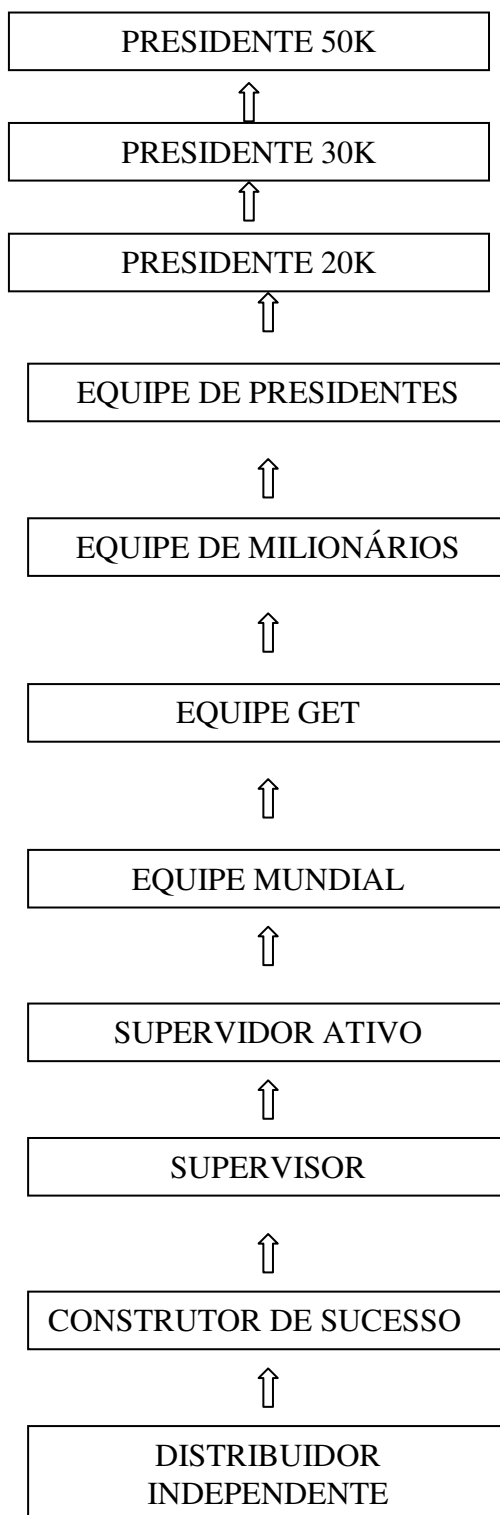 PRESIDENTE 50K
PRESIDENTE 30K
PRESIDENTE 20K
EQUIPE DE PRESIDENTES
EQUIPE DE MILIONÁRIOS
EQUIPE GET
EQUIPE MUNDIAL
SUPERVIDOR ATIVO
SUPERVISOR
CONSTRUTOR DE SUCESSO
DISTRIBUIDOR
INDEPENDENTE